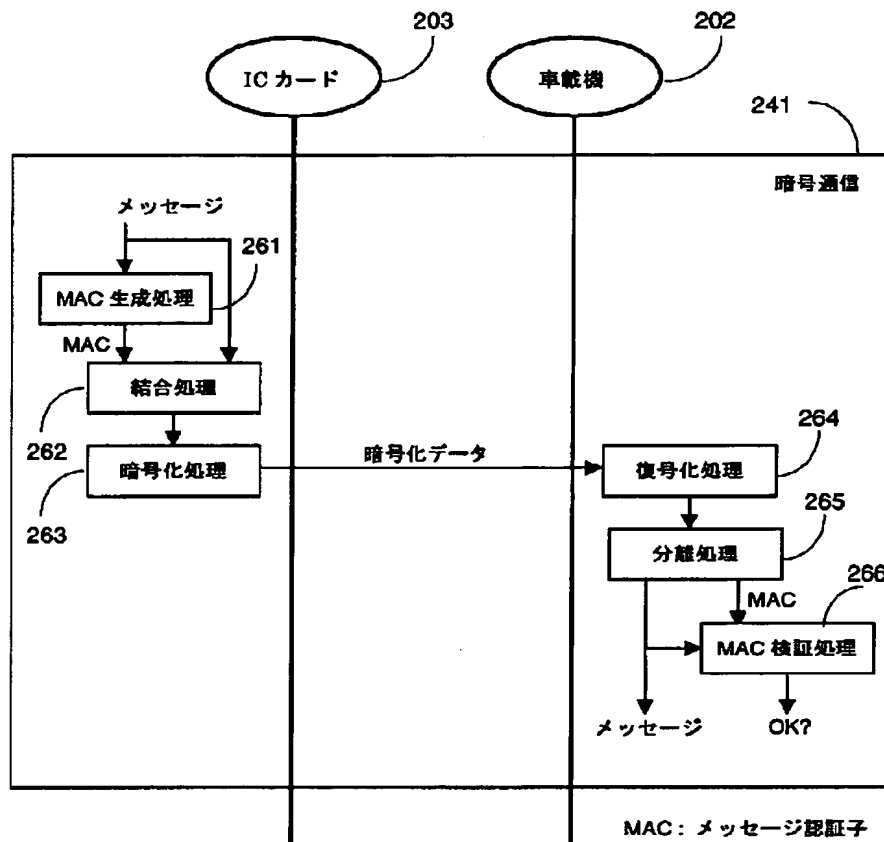 203
202
ICカード
車載機
241
暗号通信
メッセージ
261
MAC 生成処理
MAC
結合処理
262
暗号化処理
263
暗号化データ
264
復号化処理
265
分離処理
266
MAC
MAC 検証処理
メッセージ
OK?
MAC: メッセージ認証子